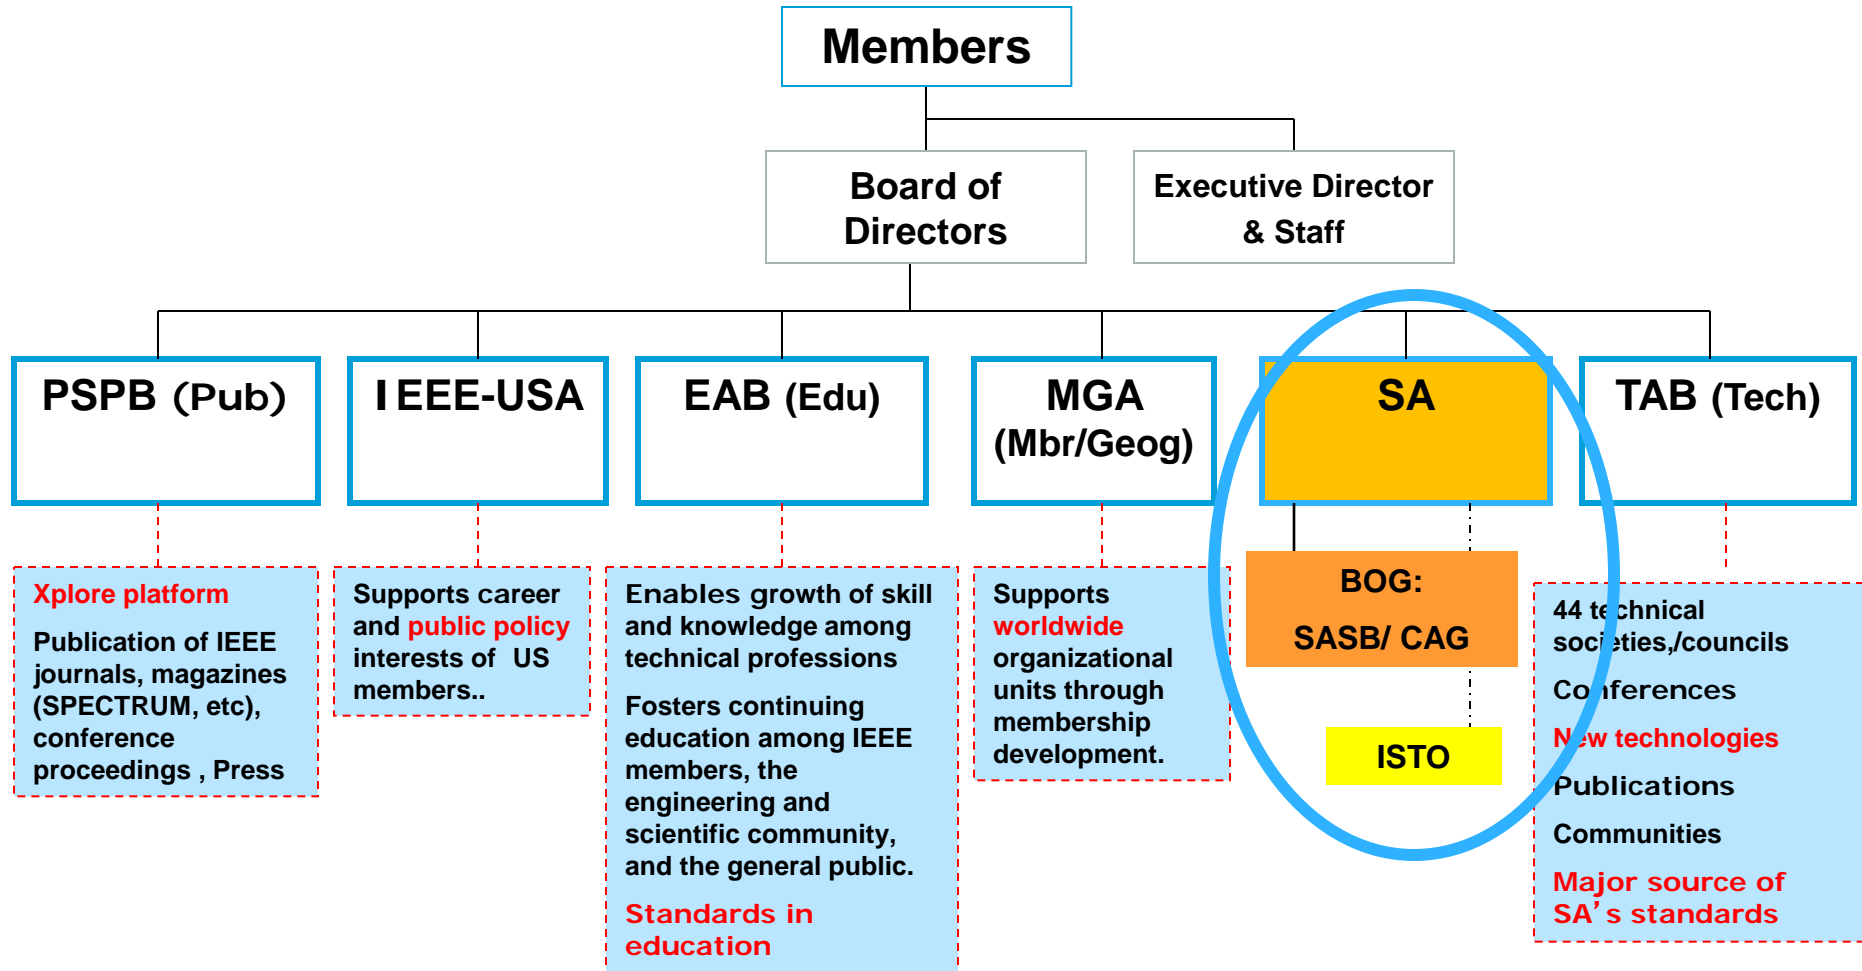 Members
Board of
Directors
Executive Director
& Staff
PSPB (Pub)
IEEE-USA
EAB (Edu)
MGA
(Mbr/Geog)
SA
TAB (Tech)
Xplore platform
Publication of IEEE
journals, magazines
(SPECTRUM, etc),
conference
proceedings , Press
Supports career
and public policy
interests of US
members..
Enables growth of skill
and knowledge among
technical professions
Fosters continuing
education among IEEE
members, the
engineering and
scientific community,
and the general public.
Standards in
education
Supports
worldwide
organizational
units through
membership
development.
BOG:
SASB/ CAG
ISTO
44 technical
societies,/councils
Conferences
New technologies
Publications
Communities
Major source of
SA’s standards